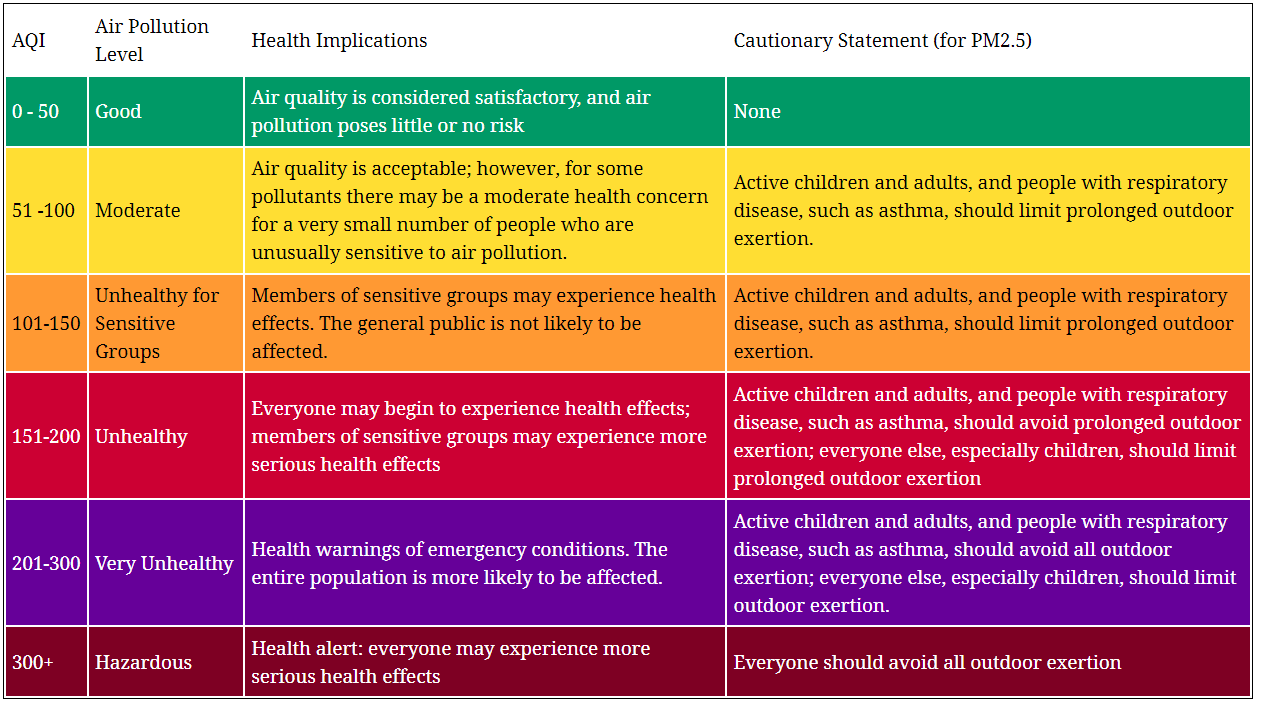 AQI
Air Pollution
Level
Health Implications
Cautionary Statement (for PM2.5)
0 - 50
Good
Air quality is considered satisfactory, and air
pollution poses little or no risk
None
51 -100
Moderate
Air quality is acceptable; however, for some
pollutants there may be a moderate health concern
for a very small number of people who are
unusually sensitive to air pollution.
Active children and adults, and people with respiratory
disease, such as asthma, should limit prolonged outdoor
exertion.
101-150
Unhealthy for
Sensitive
Groups
Members of sensitive groups may experience health
effects. The general public is not likely to be
affected.
Active children and adults, and people with respiratory
disease, such as asthma, should limit prolonged outdoor
exertion.
151-200
Unhealthy
Everyone may begin to experience health effects;
members of sensitive groups may experience more
serious health effects
Active children and adults, and people with respiratory
disease, such as asthma, should avoid prolonged outdoor
exertion; everyone else, especially children, should limit
prolonged outdoor exertion
201-300
Very Unhealthy
Health warnings of emergency conditions. The
entire population is more likely to be affected.
Active children and adults, and people with respiratory
disease, such as asthma, should avoid all outdoor
exertion; everyone else, especially children, should limit
outdoor exertion.
300+
Hazardous
Health alert: everyone may experience more
serious health effects
Everyone should avoid all outdoor exertion